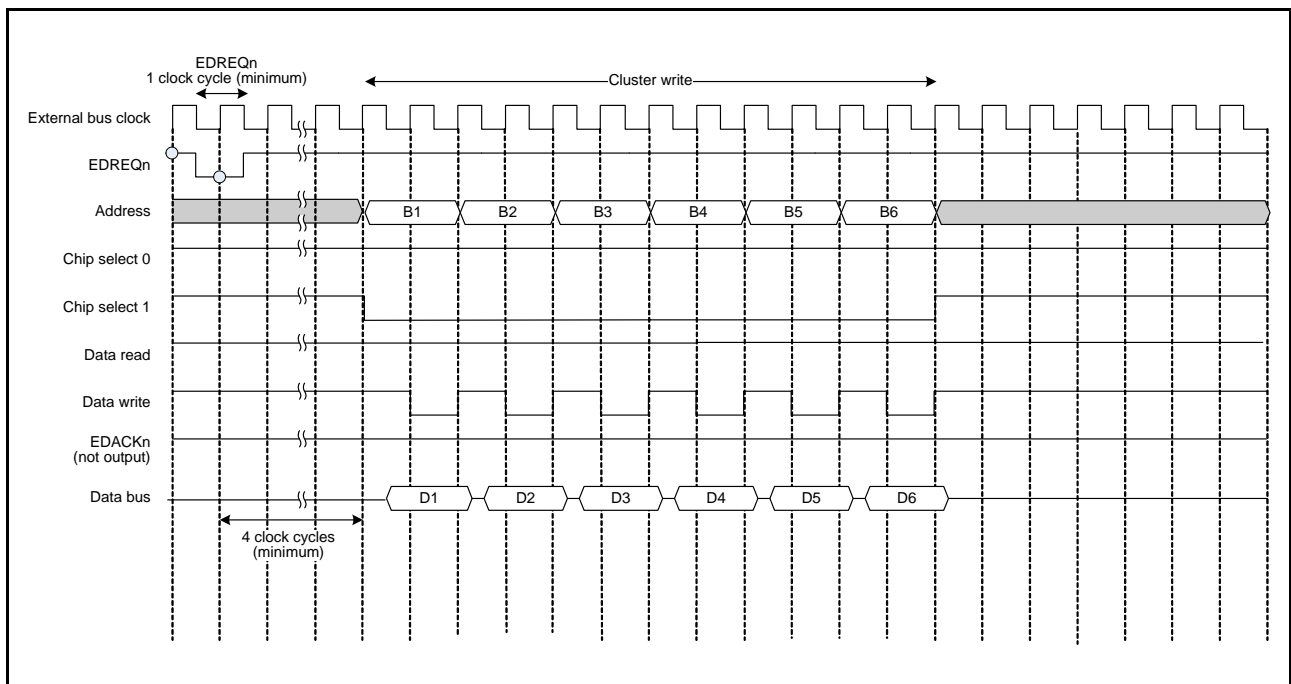 EDREQn
1 clock cycle (minimum)
Cluster write
External bus clock
EDREQn
Address
B1 B2 B3 B4 B5 B6
Chip select 0
Chip select 1
Data read
Data write
EDACKn
(not output)
Data bus
D1 D2 D3 D4 D5 D6
4 clock cycles
(minimum)